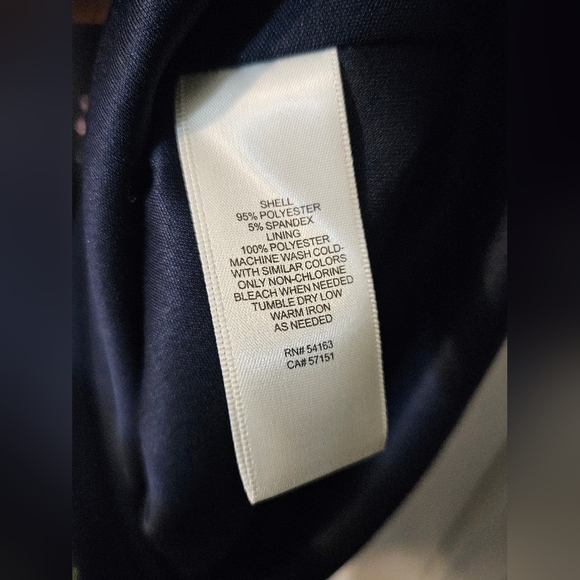 SHELL
95% POLYESTER
5% SPANDEX
LINING
100% POLYESTER
MACHINE WASH COLD-
WITH SIMILAR COLORS
ONLY NON-CHLORINE
BLEACH WHEN NEEDED
TUMBLE DRY LOW
WARM IRON
AS NEEDED
RN# 54163
CA# 57151